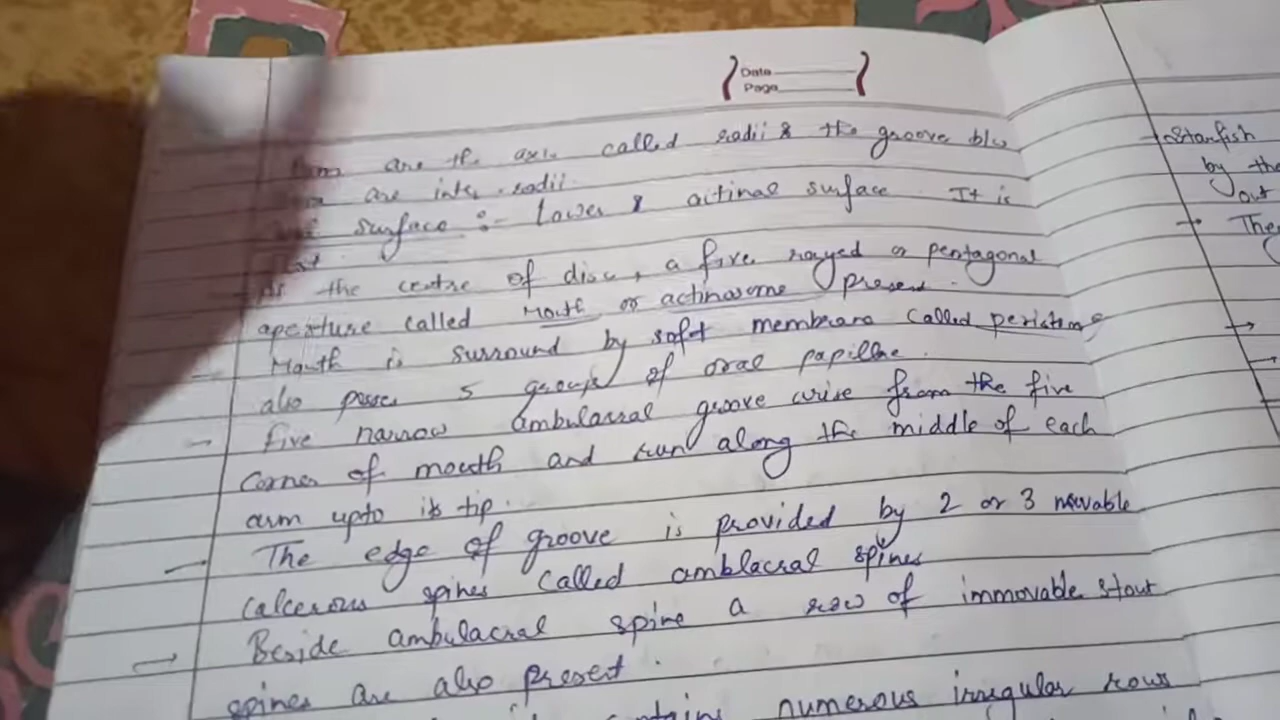 Date
Page
are the axis called radii & the groove b/w
are inter radii.
surface :- Lower & actinal surface It is
the centre of disc, a five rayed or pentagonal
aperture called Mouth or actinosome present.
Mouth is surround by soft membrane called peristome
also posses 5 groups of oral papillae.
five narrow ambularral groove wrise from the five
corner of mouth and run along the middle of each
arm upto its tip.
The edge of groove is provided by 2 or 3 movable
calcerous spines called amblacral spines
Beside ambulacral spine a row of immovable stout
spines are also present.
numerous irregular rows
Starfish
by the
out
The